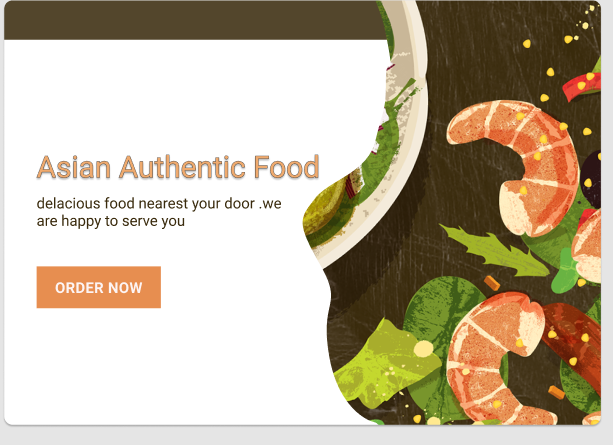 Asian Authentic Food
delacious food nearest your door .we
are happy to serve you
ORDER NOW